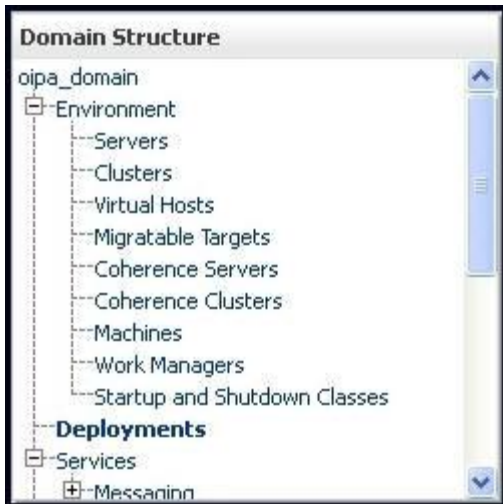 Domain Structure
oipa_domain
Environment
Servers
Clusters
Virtual Hosts
Migratable Targets
Coherence Servers
Coherence Clusters
Machines
Work Managers
Startup and Shutdown Classes
Deployments
Services
Messaging